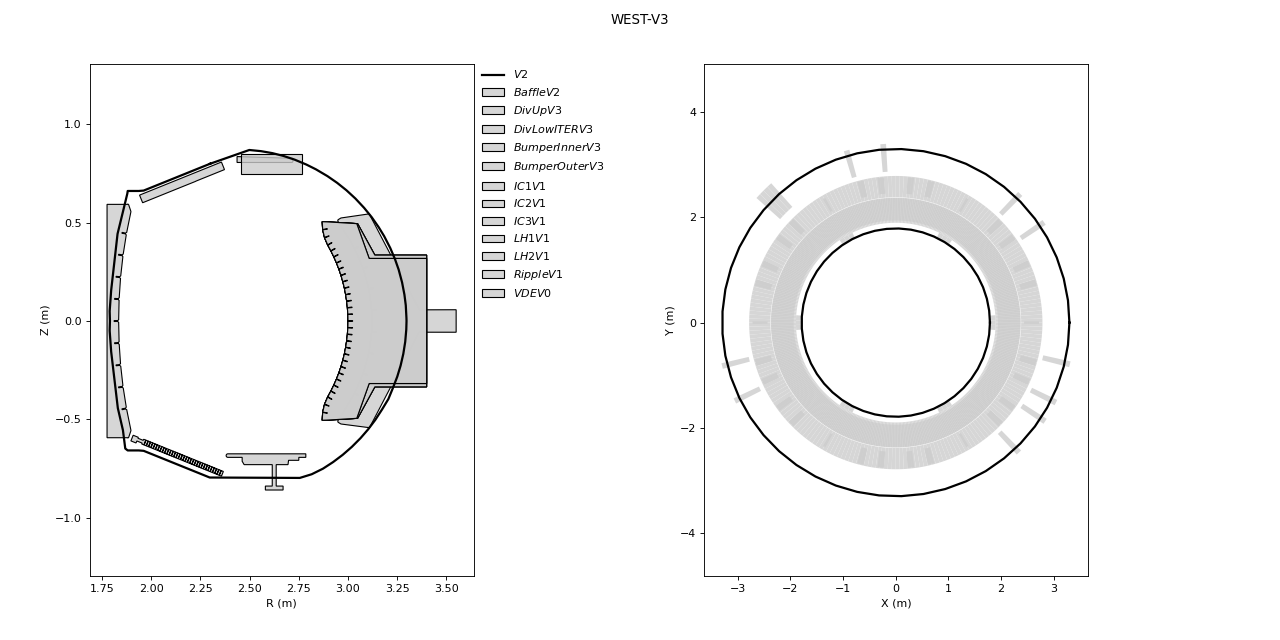 WEST-V3
1.0
0.5
0.0
−0.5
−1.0
Z (m)
1.75 2.00 2.25 2.50 2.75 3.00 3.25 3.50
R (m)
V2
BaffleV2
DivUpV3
DivLowITERV3
BumperInnerV3
BumperOuterV3
IC1V1
IC2V1
IC3V1
LH1V1
LH2V1
RippleV1
VDEV0
4
2
0
−2
−4
Y (m)
−3 −2 −1 0 1 2 3
X (m)